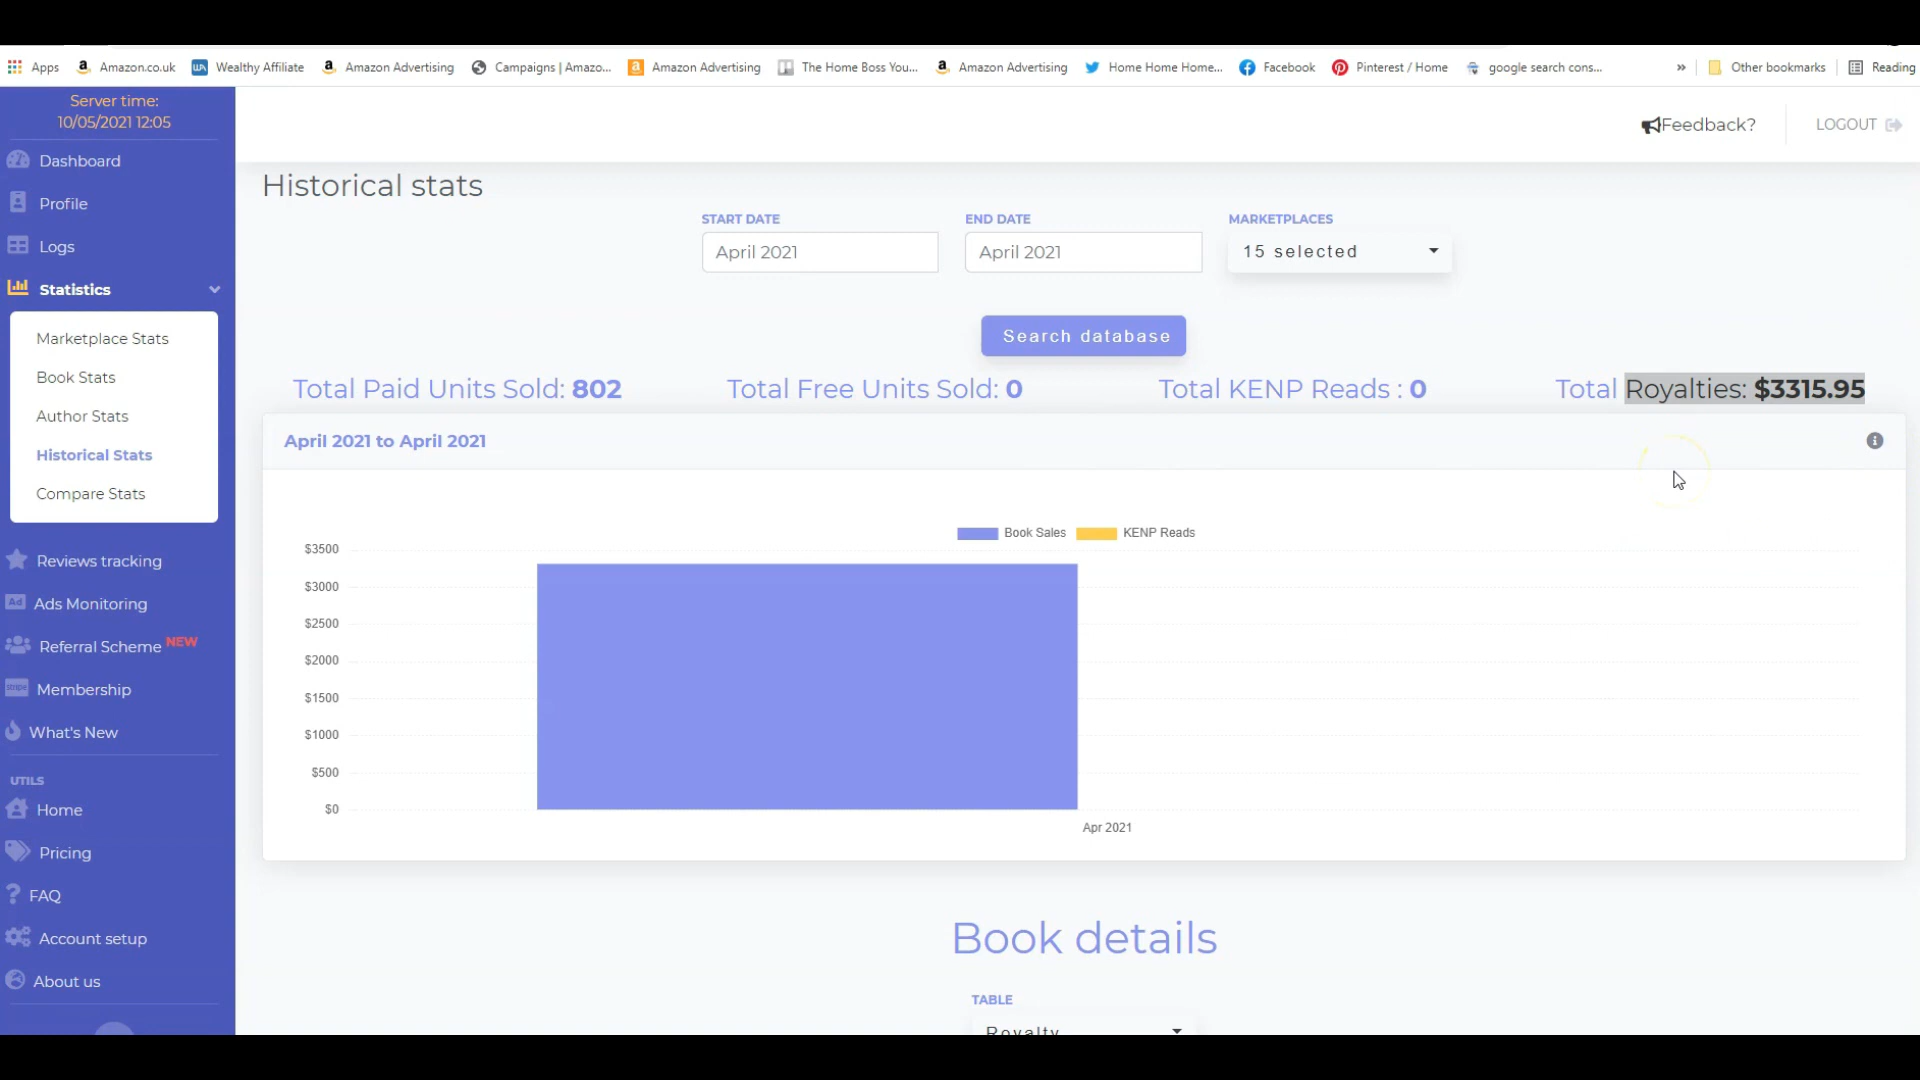 Apps Amazon.co.uk Wealthy Affiliate Amazon Advertising Campaigns | Amazo... Amazon Advertising The Home Boss You... Amazon Advertising Home Home Home... Facebook Pinterest / Home google search cons... » Other bookmarks Reading
Server time:
10/05/2021 12:05
Dashboard
Profile
Logs
Statistics
Marketplace Stats
Book Stats
Author Stats
Historical Stats
Compare Stats
Reviews tracking
Ads Monitoring
Referral Scheme NEW
Membership
What's New
UTILS
Home
Pricing
FAQ
Account setup
About us
Feedback?
LOGOUT
Historical stats
START DATE END DATE MARKETPLACES
April 2021 April 2021 15 selected
Search database
Total Paid Units Sold: 802 Total Free Units Sold: 0 Total KENP Reads : 0 Total Royalties: $3315.95
April 2021 to April 2021
Book Sales KENP Reads
$3500
$3000
$2500
$2000
$1500
$1000
$500
$0
Apr 2021
Book details
TABLE
Royalty